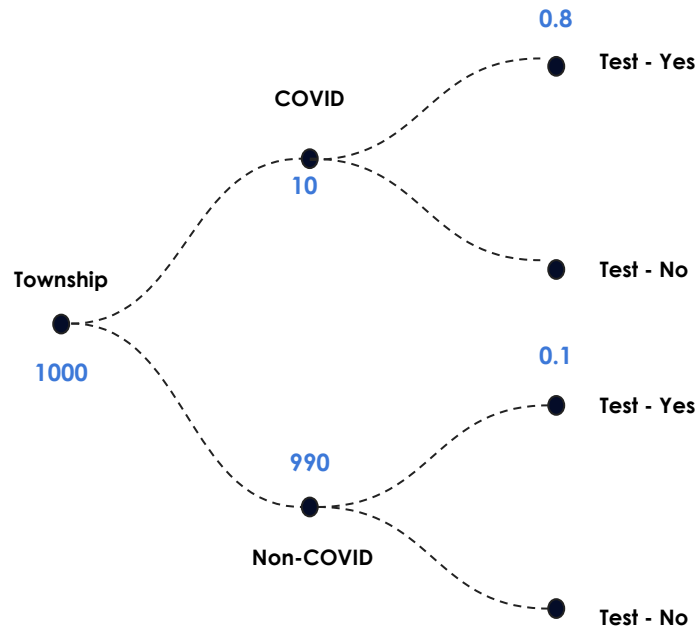 0.8
Test - Yes
COVID
10
Test - No
Township
1000
0.1
Test - Yes
990
Non-COVID
Test - No